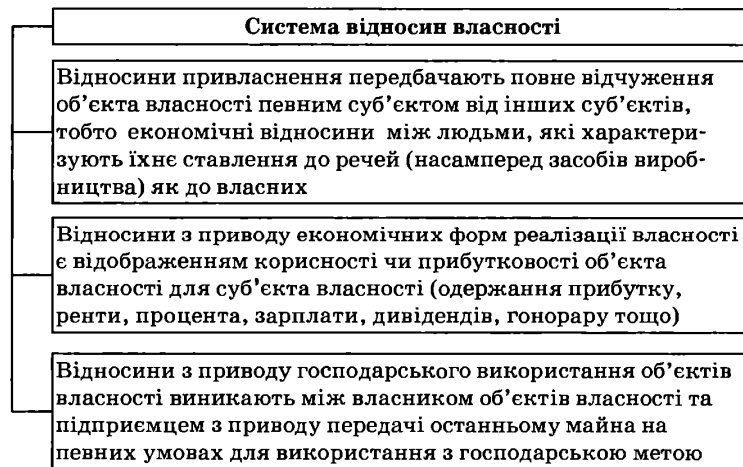 Система відносин власності
Відносини привласнення передбачають повне відчуження
об’єкта власності певним суб’єктом від інших суб’єктів,
тобто економічні відносини між людьми, які характери-
зують їхнє ставлення до речей (насамперед засобів вироб-
ництва) як до власних
Відносини з приводу економічних форм реалізації власності
є відображенням корисності чи прибутковості об’єкта
власності для суб’єкта власності (одержання прибутку,
ренти, процента, зарплати, дивідендів, гонорару тощо)
Відносини з приводу господарського використання об’єктів
власності виникають між власником об’єктів власності та
підприємцем з приводу передачі останньому майна на
певних умовах для використання з господарською метою